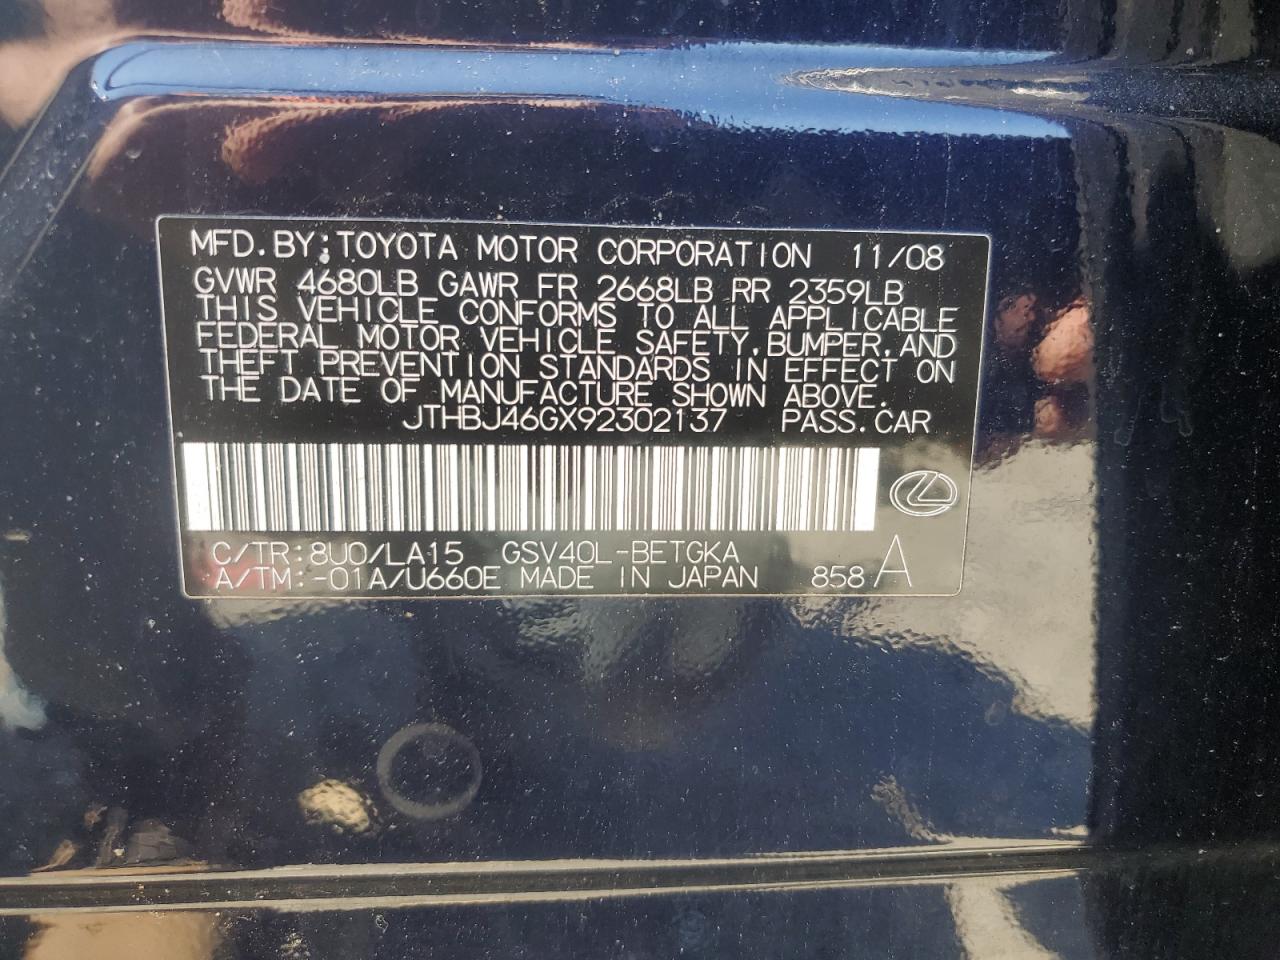 MFD.BY:TOYOTA MOTOR CORPORATION 11/08
GVWR 4680LB GAWR FR 2668LB RR 2359LB
THIS VEHICLE CONFORMS TO ALL APPLICABLE
FEDERAL MOTOR VEHICLE SAFETY,BUMPER,AND
THEFT PREVENTION STANDARDS IN EFFECT ON
THE DATE OF MANUFACTURE SHOWN ABOVE.
JTHBJ46GX92302137 PASS.CAR
C/TR:8U0/LA15 GSV40L-BETGKA
A/TM:-01A/U660E MADE IN JAPAN 858 A